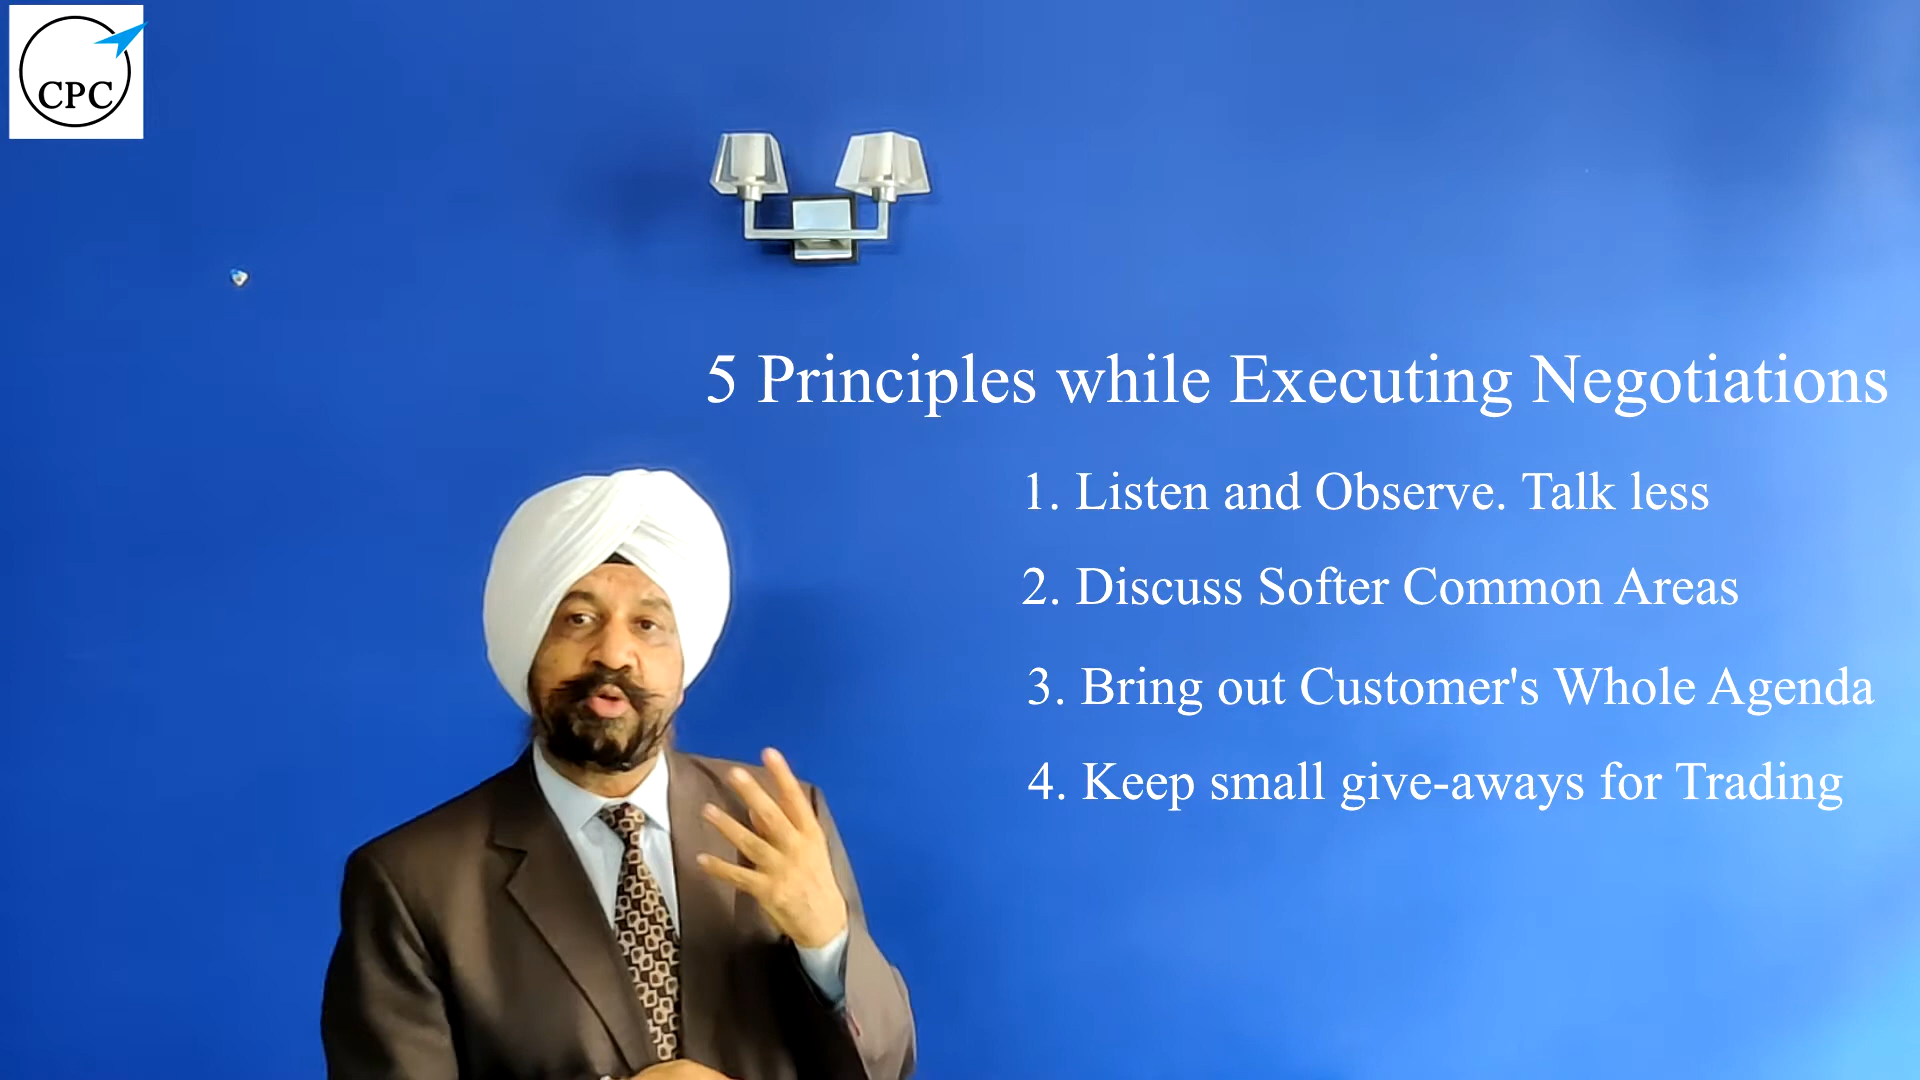 CPC
5 Principles while Executing Negotiations
1. Listen and Observe. Talk less
2. Discuss Softer Common Areas
3. Bring out Customer's Whole Agenda
4. Keep small give-aways for Trading